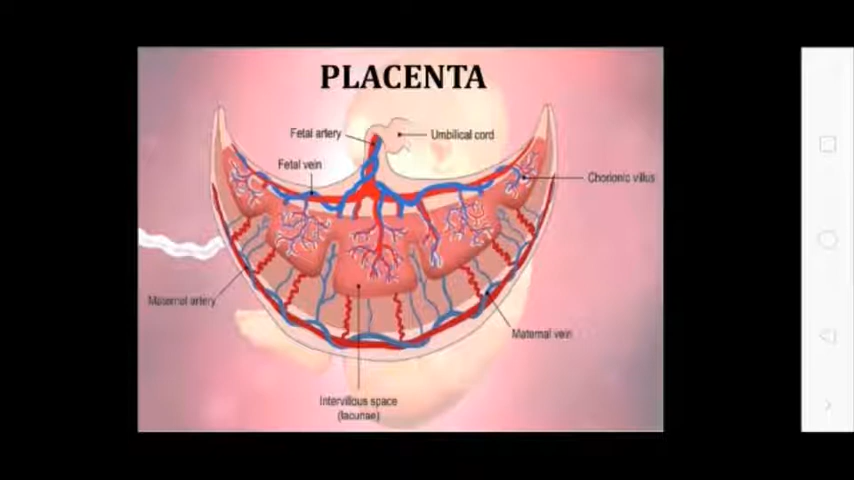 PLACENTA
Fetal artery
Umbilical cord
Fetal vein
Chorionic villus
Maternal artery
Maternal vein
Intervillous space
(lacunae)